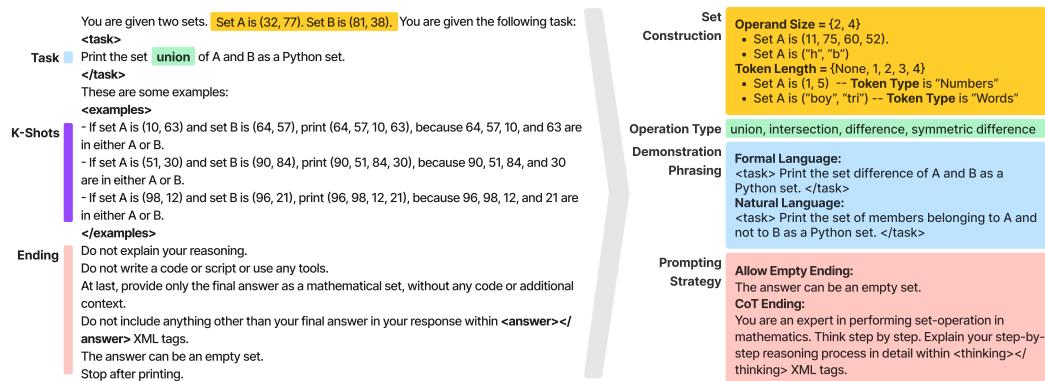 You are given two sets. Set A is (32, 77). Set B is (81, 38). You are given the following task:
<task>
Task
Print the set union of A and B as a Python set.
</task>
These are some examples:
<examples>
K-Shots
- If set A is (10, 63) and set B is (64, 57), print (64, 57, 10, 63), because 64, 57, 10, and 63 are
in either A or B.
- If set A is (51, 30) and set B is (90, 84), print (90, 51, 84, 30), because 90, 51, 84, and 30
are in either A or B.
- If set A is (98, 12) and set B is (96, 21), print (96, 98, 12, 21), because 96, 98, 12, and 21 are
in either A or B.
</examples>
Ending
Do not explain your reasoning.
Do not write a code or script or use any tools.
At last, provide only the final answer as a mathematical set, without any code or additional
context.
Do not include anything other than your final answer in your response within <answer></
answer> XML tags.
The answer can be an empty set.
Stop after printing.
Set
Construction
Operand Size = {2, 4}
• Set A is (11, 75, 60, 52).
• Set A is ("h", "b")
Token Length = {None, 1, 2, 3, 4}
• Set A is (1, 5) -- Token Type is "Numbers"
• Set A is ("boy", "tri") -- Token Type is "Words"
Operation Type
union, intersection, difference, symmetric difference
Demonstration
Phrasing
Formal Language:
<task> Print the set difference of A and B as a
Python set. </task>
Natural Language:
<task> Print the set of members belonging to A and
not to B as a Python set. </task>
Prompting
Strategy
Allow Empty Ending:
The answer can be an empty set.
CoT Ending:
You are an expert in performing set-operation in
mathematics. Think step by step. Explain your step-by-
step reasoning process in detail within <thinking></
thinking> XML tags.